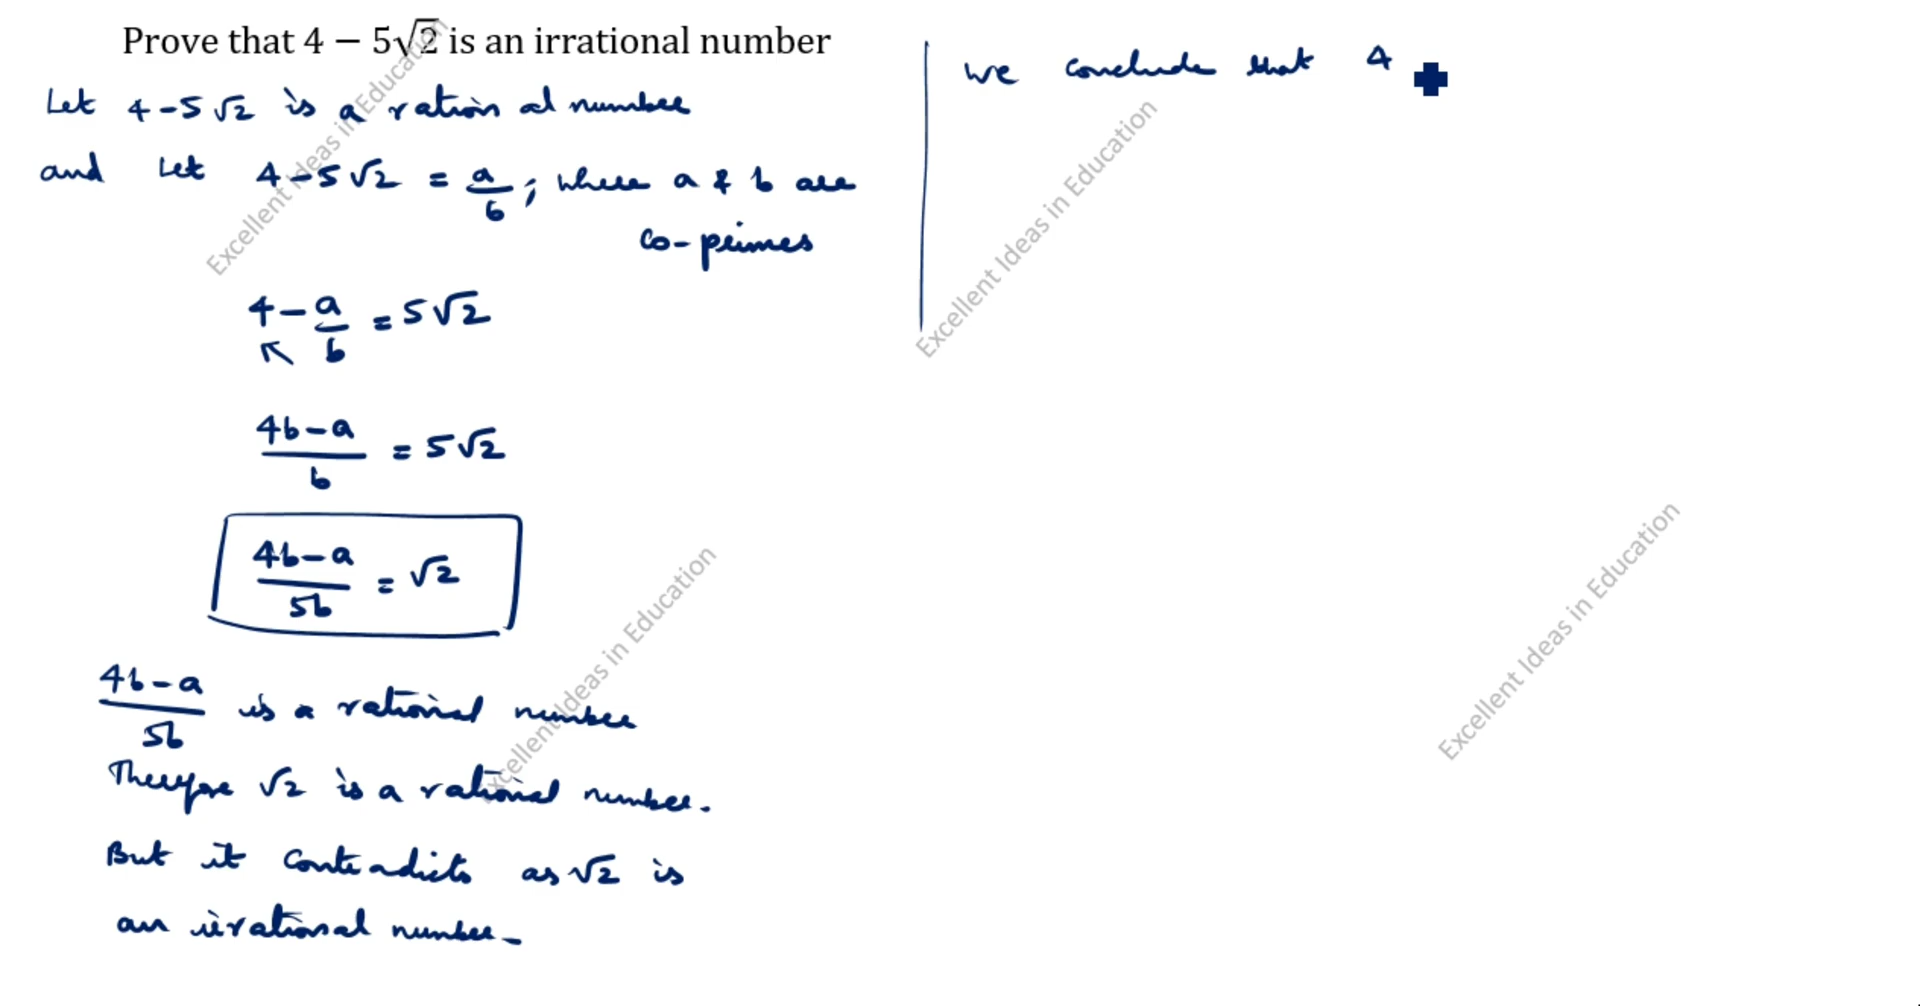 Prove that 4 − 5√2 is an irrational number
Let 4-5√2 is a rational number
and Let 4-5√2 = a/b ; where a & b are
co-primes
4 - a/b = 5√2
(4b-a)/b = 5√2
(4b-a)/5b = √2
(4b-a)/5b is a rational number
Therefore √2 is a rational number.
But it contradicts as √2 is
an irrational number.
we conclude that 4
Excellent Ideas in Education
Excellent Ideas in Education
Excellent Ideas in Education
Excellent Ideas in Education